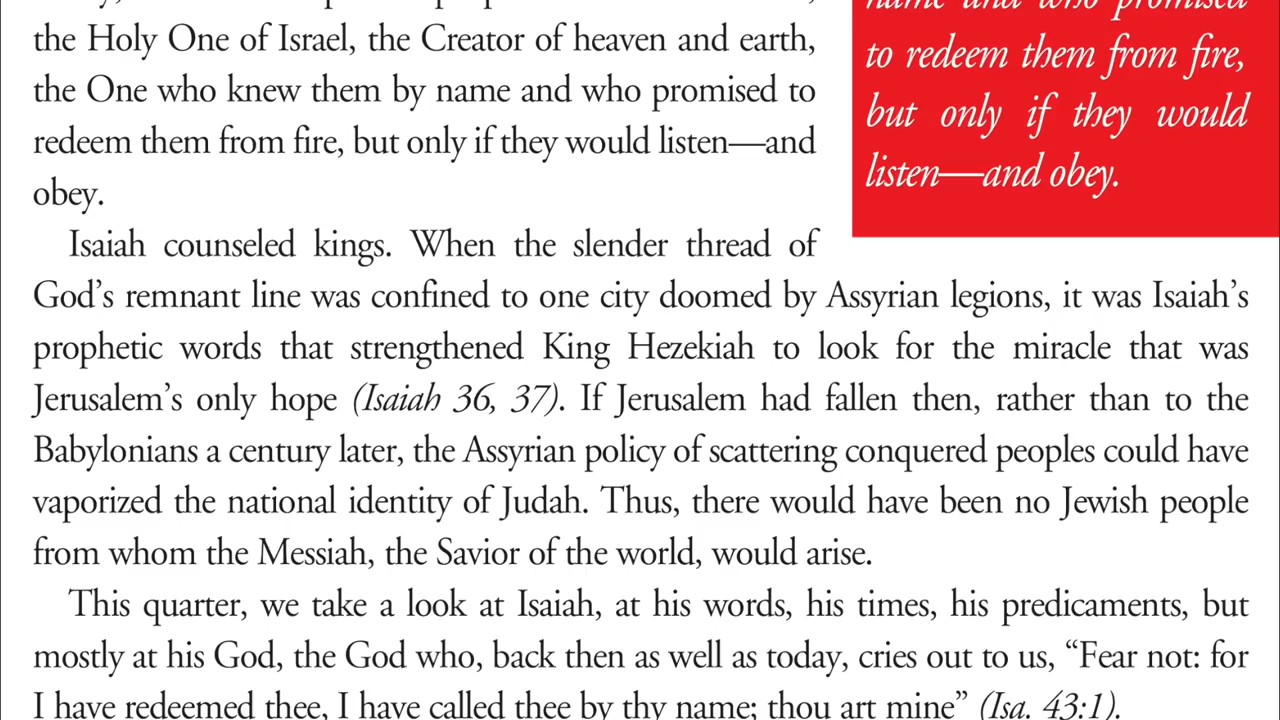 the Holy One of Israel, the Creator of heaven and earth,
the One who knew them by name and who promised to
redeem them from fire, but only if they would listen—and
obey.
Isaiah counseled kings. When the slender thread of
God’s remnant line was confined to one city doomed by Assyrian legions, it was Isaiah’s
prophetic words that strengthened King Hezekiah to look for the miracle that was
Jerusalem’s only hope (Isaiah 36, 37). If Jerusalem had fallen then, rather than to the
Babylonians a century later, the Assyrian policy of scattering conquered peoples could have
vaporized the national identity of Judah. Thus, there would have been no Jewish people
from whom the Messiah, the Savior of the world, would arise.
This quarter, we take a look at Isaiah, at his words, his times, his predicaments, but
mostly at his God, the God who, back then as well as today, cries out to us, “Fear not: for
I have redeemed thee, I have called thee by thy name; thou art mine” (Isa. 43:1).
name and who promised
to redeem them from fire,
but only if they would
listen—and obey.